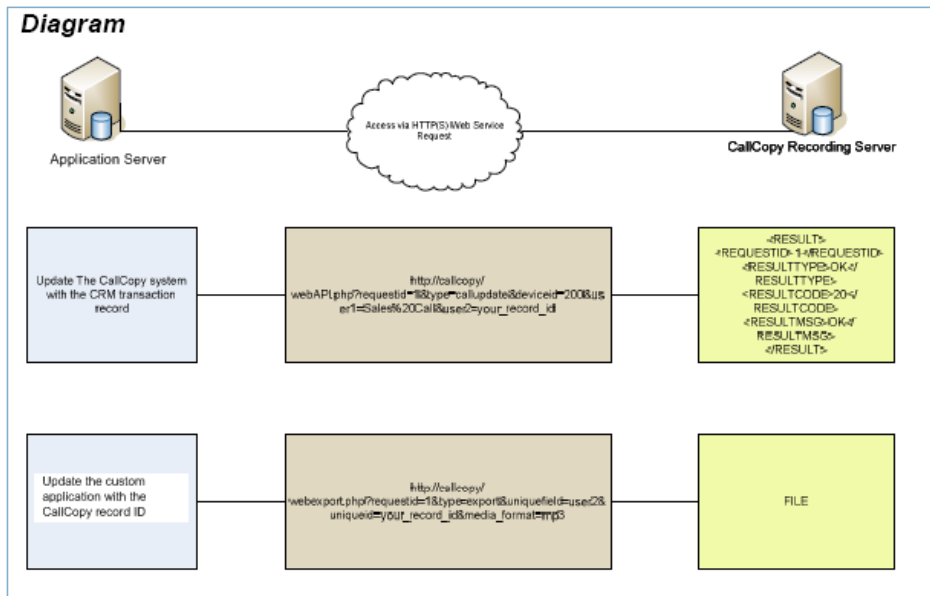 Diagram
Access via HTTP(S)/Web Service
Request
Application Server
CallCopy Recording Server
Update The CallCopy system
with the CRM transaction
record
http://callcopy/
webAPI.php?requestid=1&type=callupdate&deviceid=200&us
er1=Sales%20Call&user2=your_record_id
<RESULT>
<REQUESTID>1</REQUESTID>
<RESULTTYPE>OK</
RESULTTYPE>
<RESULTCODE>20</
RESULTCODE>
<RESULTMSG>OK</
RESULTMSG>
</RESULT>
Update the custom
application with the
CallCopy record ID
http://callcopy/
webexport.php?requestid=1&type=export&uniquefield=user2&
uniqueid=your_record_id&media_format=mp3
FILE